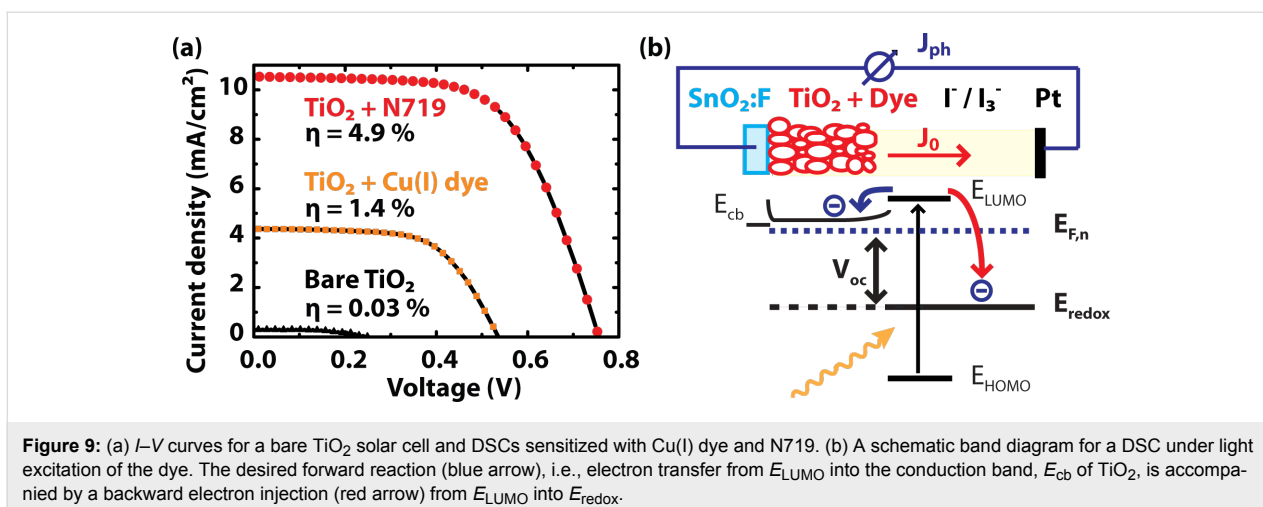 (a)
10
8
6
4
2
0
Current density (mA/cm²)
TiO₂ + N719
η = 4.9 %
TiO₂ + Cu(I) dye
η = 1.4 %
Bare TiO₂
η = 0.03 %
0.0 0.2 0.4 0.6 0.8
Voltage (V)
(b)
J_ph
SnO₂:F TiO₂ + Dye I⁻ / I₃⁻ Pt
J₀
E_LUMO
E_cb
E_F,n
V_oc
E_redox
E_HOMO
Figure 9: (a) I–V curves for a bare TiO₂ solar cell and DSCs sensitized with Cu(I) dye and N719. (b) A schematic band diagram for a DSC under light
excitation of the dye. The desired forward reaction (blue arrow), i.e., electron transfer from E_LUMO into the conduction band, E_cb of TiO₂, is accompa-
nied by a backward electron injection (red arrow) from E_LUMO into E_redox.